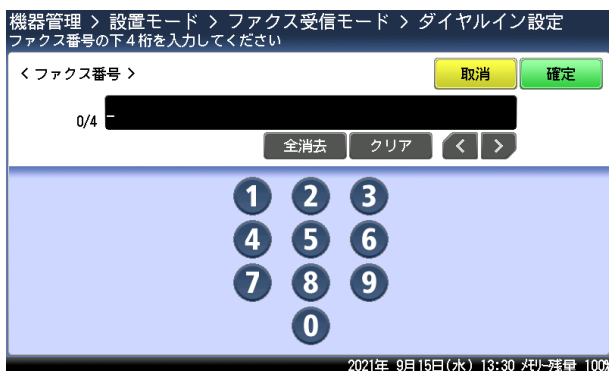 機器管理 > 設置モード > ファクス受信モード > ダイヤルイン設定
ファクス番号の下4桁を入力してください
<ファクス番号>
取消
確定
0/4
全消去
クリア
<
>
1 2 3
4 5 6
7 8 9
0
2021年 9月15日(水) 13:30 メモリー残量 100%